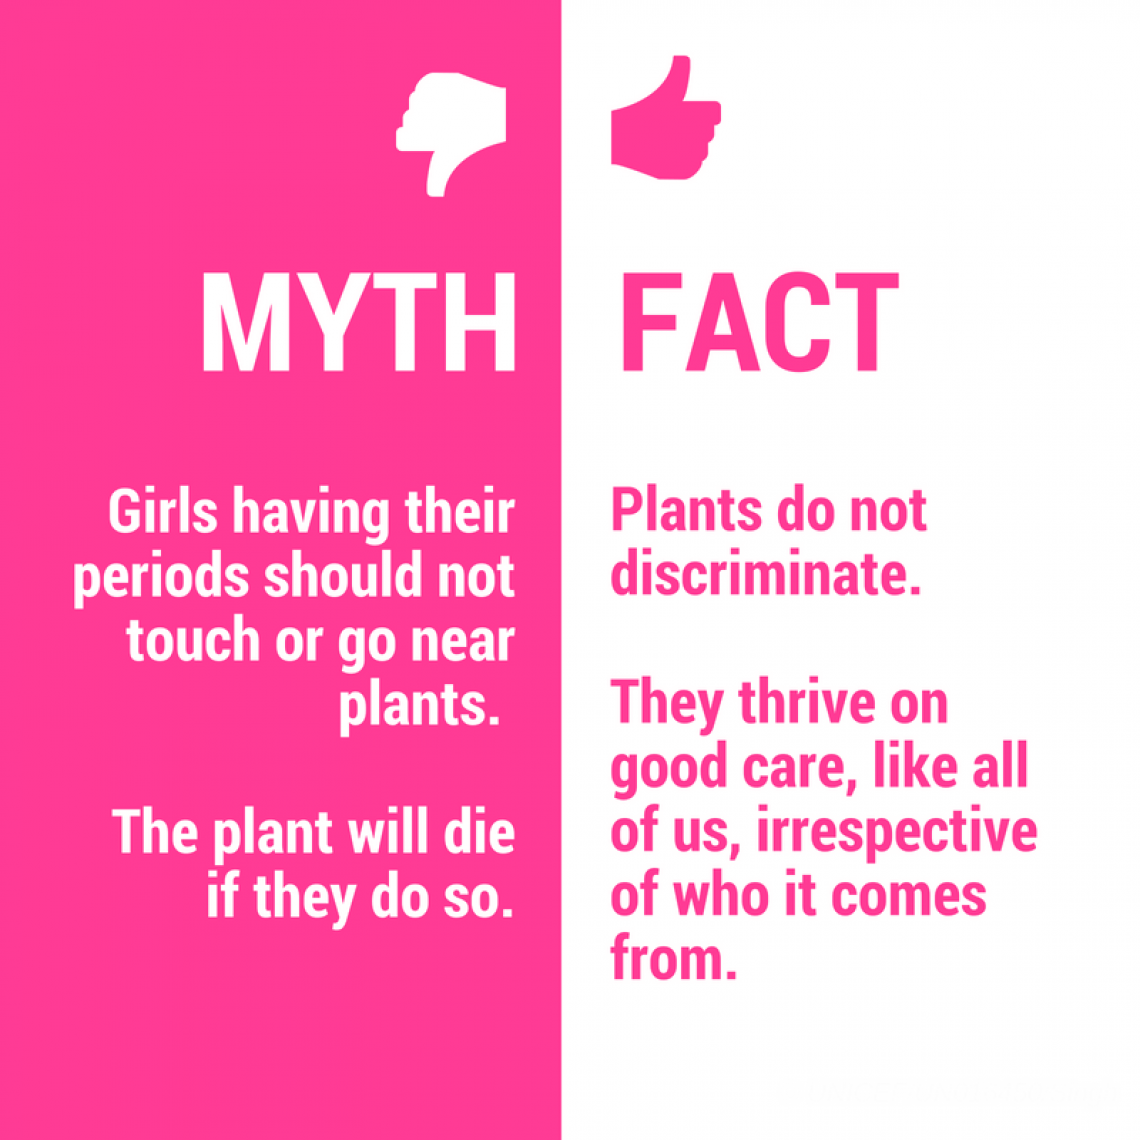 MYTH
Girls having their
periods should not
touch or go near
plants.
The plant will die
if they do so.
FACT
Plants do not
discriminate.
They thrive on
good care, like all
of us, irrespective
of who it comes
from.